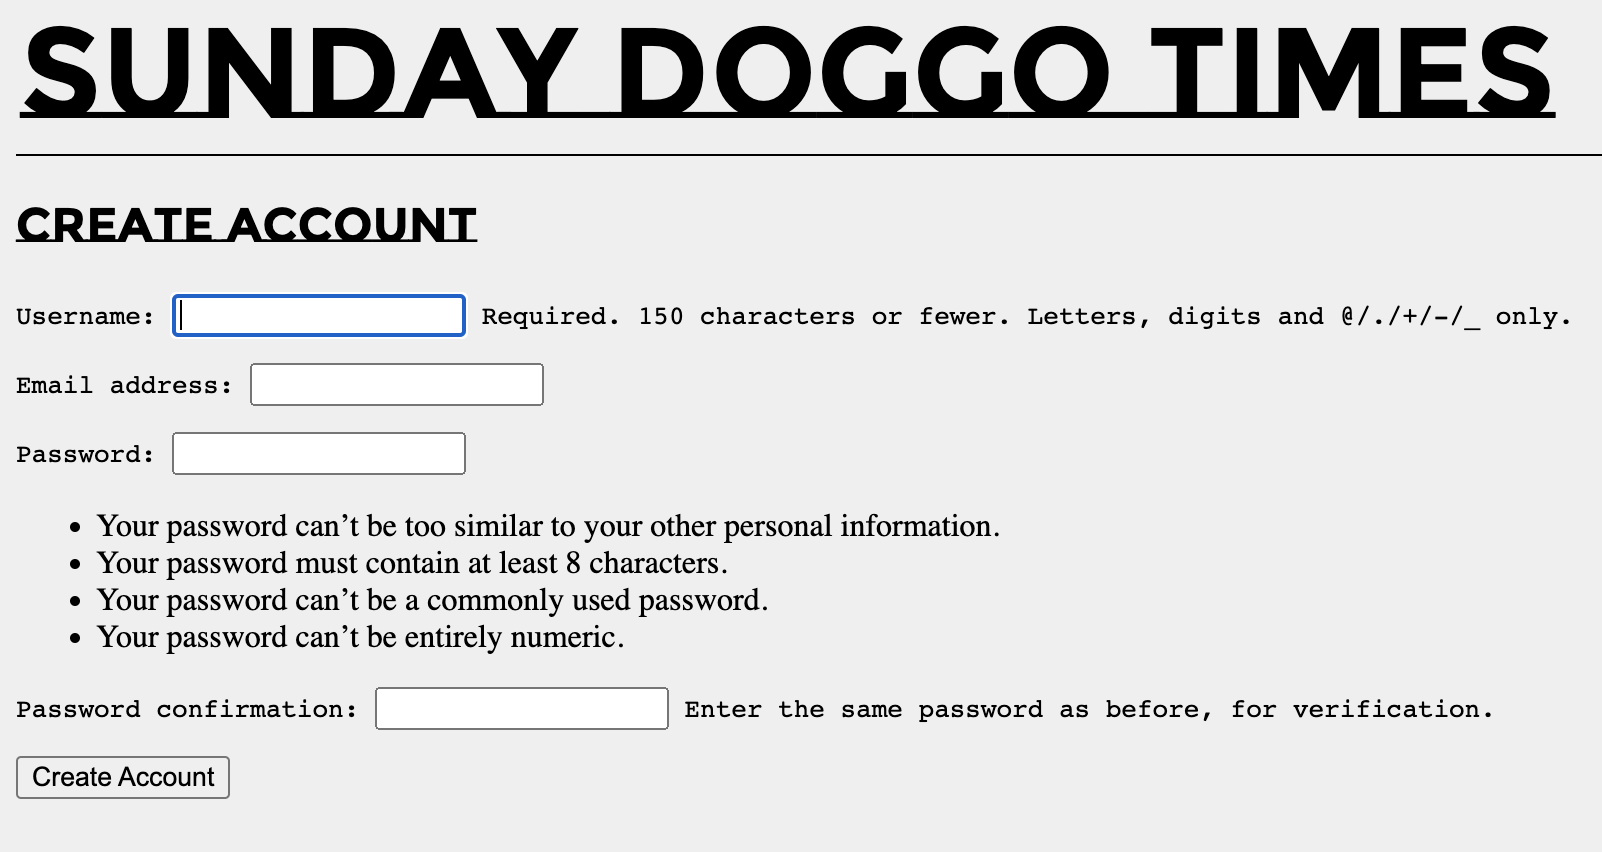 SUNDAY DOGGO TIMES
CREATE ACCOUNT
Username: Required. 150 characters or fewer. Letters, digits and @/./+/-/_ only.
Email address:
Password:
• Your password can’t be too similar to your other personal information.
• Your password must contain at least 8 characters.
• Your password can’t be a commonly used password.
• Your password can’t be entirely numeric.
Password confirmation: Enter the same password as before, for verification.
Create Account